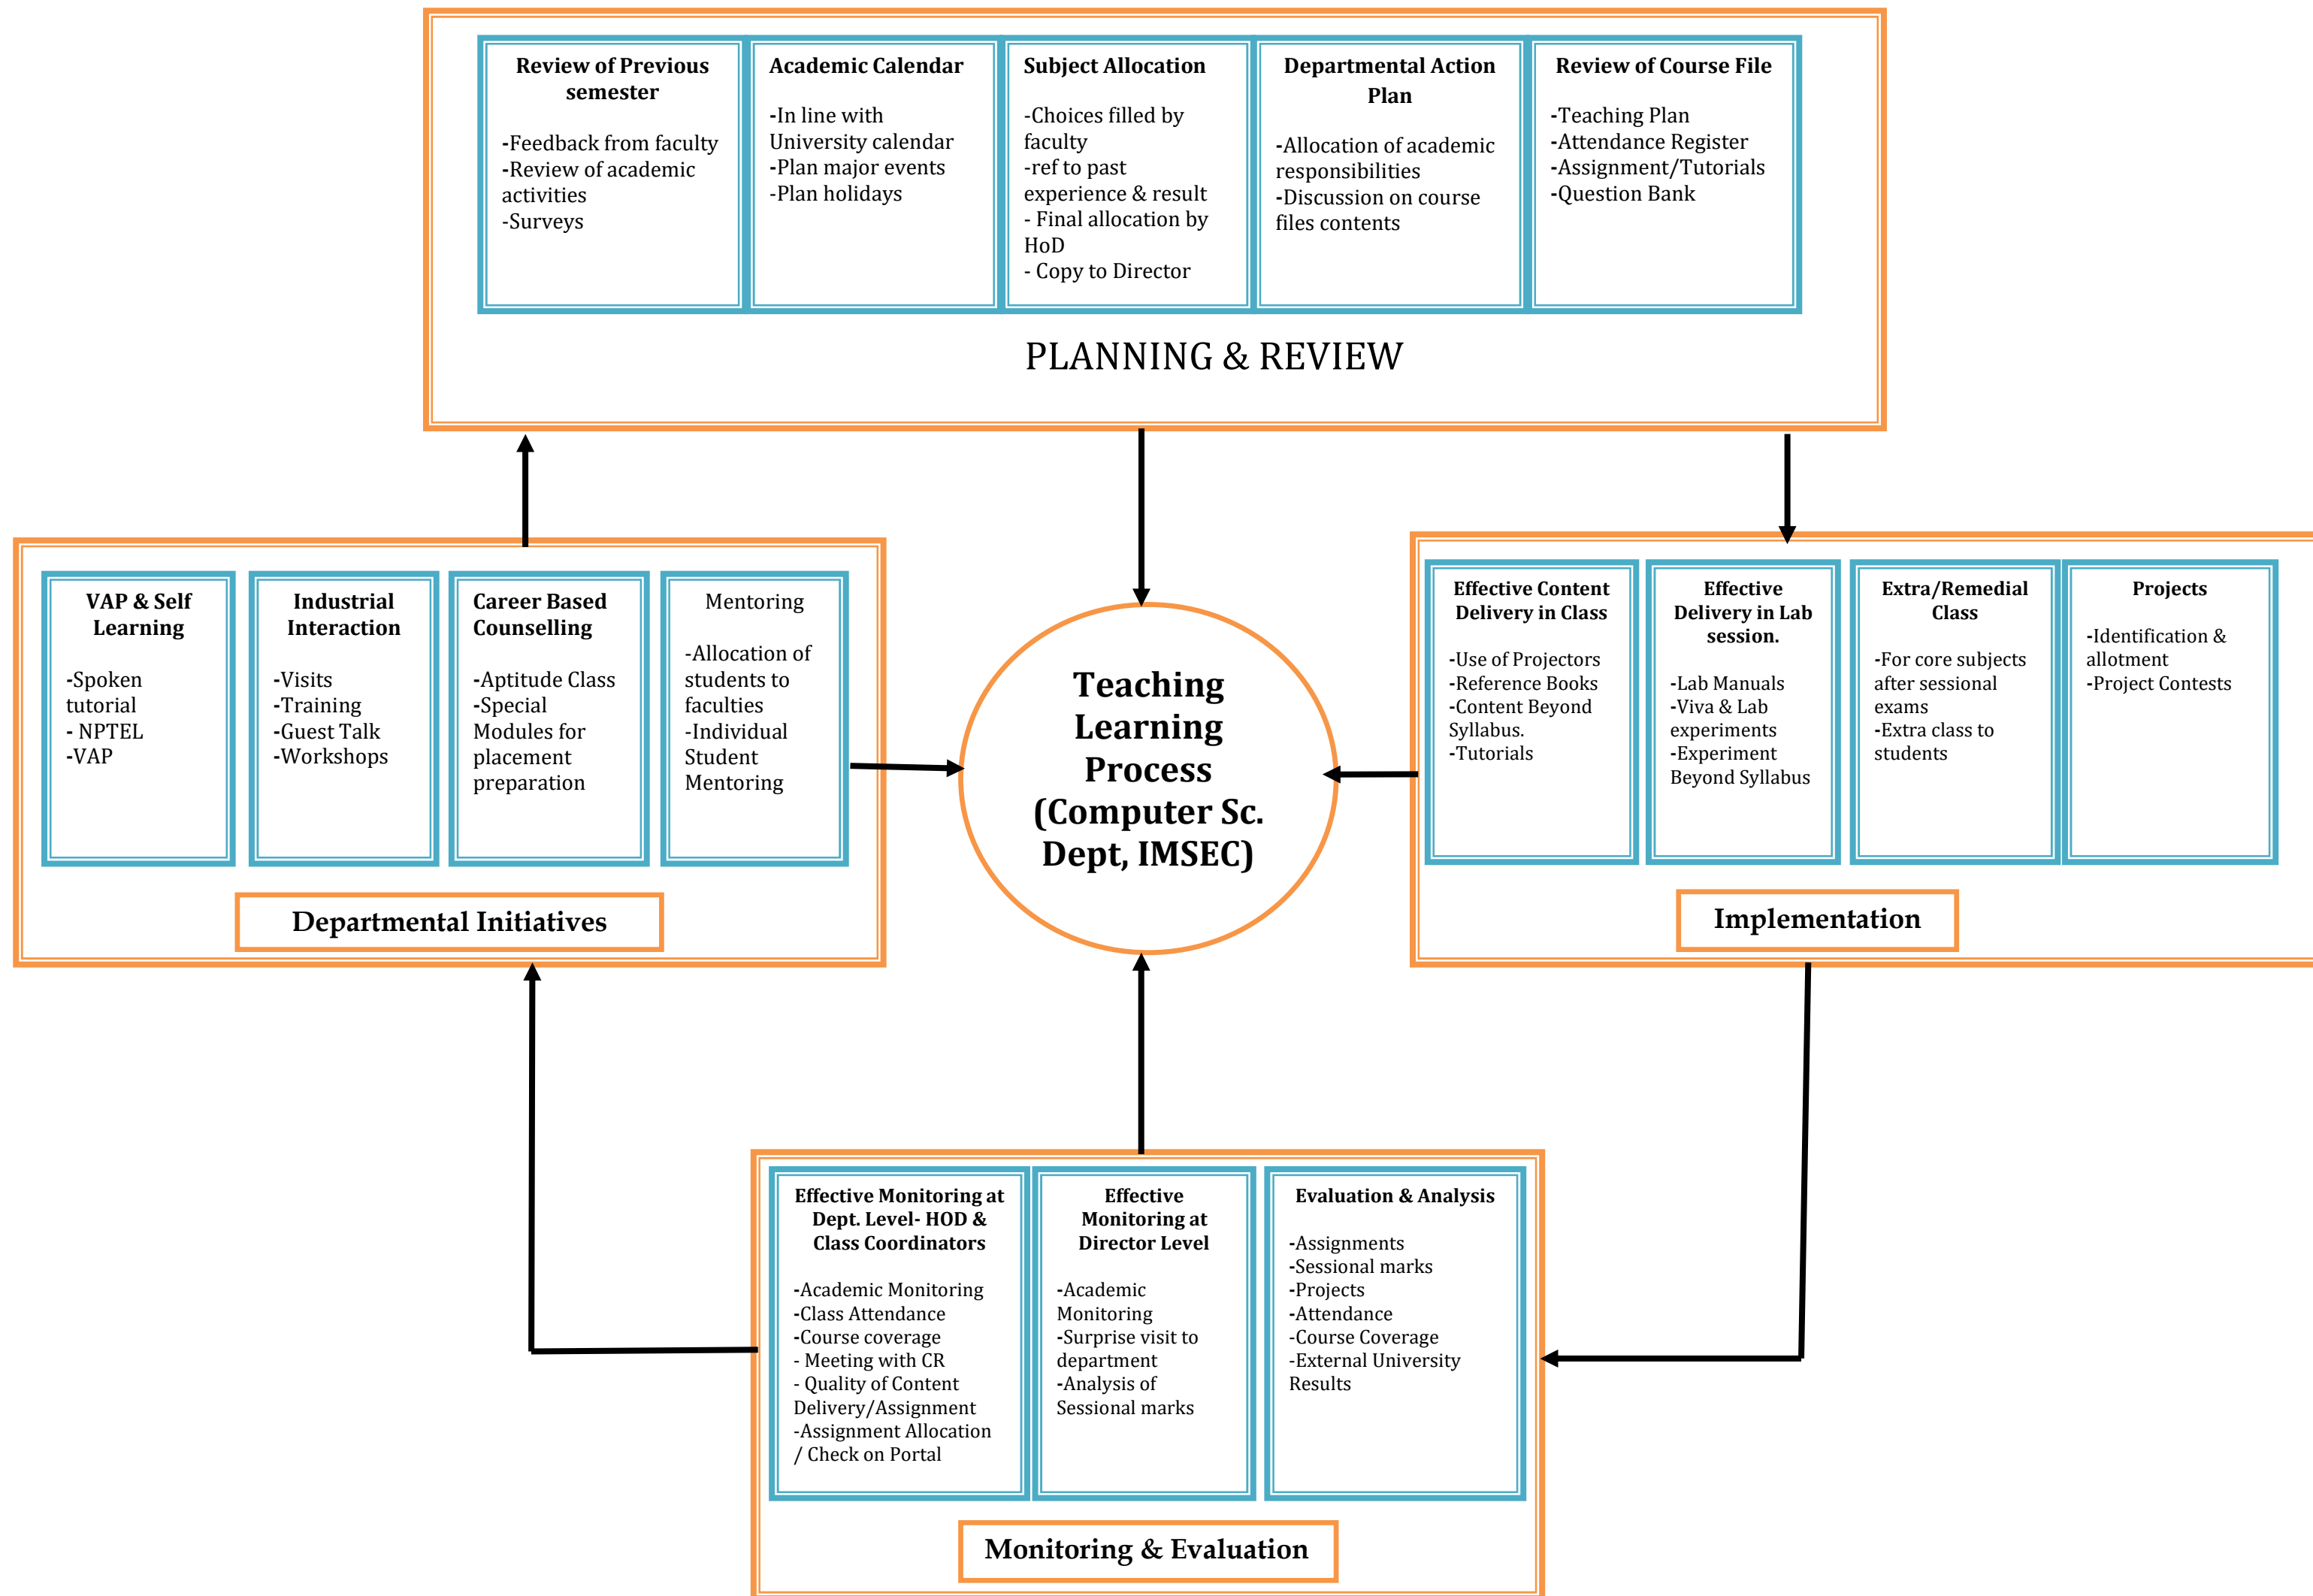 Review of Previous
semester
-Feedback from faculty
-Review of academic
activities
-Surveys
Academic Calendar
-In line with
University calendar
-Plan major events
-Plan holidays
Subject Allocation
-Choices filled by
faculty
-ref to past
experience & result
- Final allocation by
HoD
- Copy to Director
Departmental Action
Plan
-Allocation of academic
responsibilities
-Discussion on course
files contents
Review of Course File
-Teaching Plan
-Attendance Register
-Assignment/Tutorials
-Question Bank
PLANNING & REVIEW
VAP & Self
Learning
-Spoken
tutorial
- NPTEL
-VAP
Industrial
Interaction
-Visits
-Training
-Guest Talk
-Workshops
Career Based
Counselling
-Aptitude Class
-Special
Modules for
placement
preparation
Mentoring
-Allocation of
students to
faculties
-Individual
Student
Mentoring
Departmental Initiatives
Teaching
Learning
Process
(Computer Sc.
Dept, IMSEC)
Effective Content
Delivery in Class
-Use of Projectors
-Reference Books
-Content Beyond
Syllabus.
-Tutorials
Effective
Delivery in Lab
session.
-Lab Manuals
-Viva & Lab
experiments
-Experiment
Beyond Syllabus
Extra/Remedial
Class
-For core subjects
after sessional
exams
-Extra class to
students
Projects
-Identification &
allotment
-Project Contests
Implementation
Effective Monitoring at
Dept. Level- HOD &
Class Coordinators
-Academic Monitoring
-Class Attendance
-Course coverage
- Meeting with CR
- Quality of Content
Delivery/Assignment
-Assignment Allocation
/ Check on Portal
Effective
Monitoring at
Director Level
-Academic
Monitoring
-Surprise visit to
department
-Analysis of
Sessional marks
Evaluation & Analysis
-Assignments
-Sessional marks
-Projects
-Attendance
-Course Coverage
-External University
Results
Monitoring & Evaluation